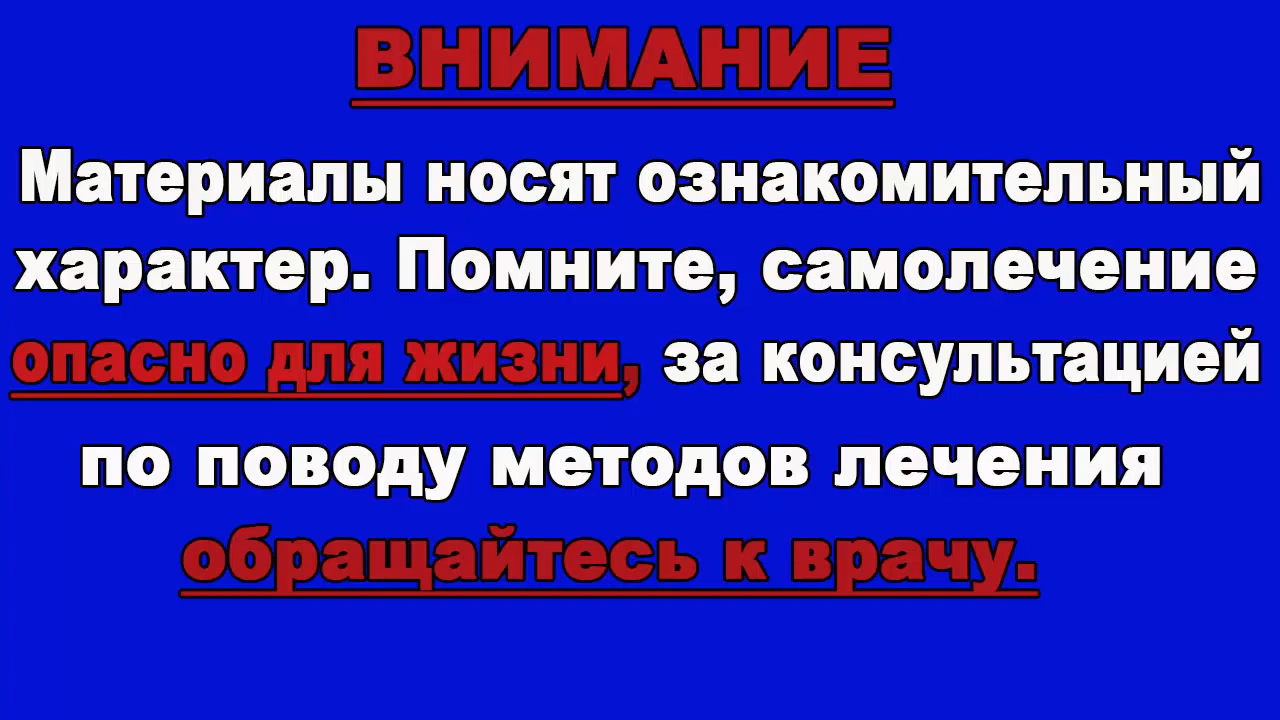 ВНИМАНИЕ
Материалы носят ознакомительный
характер. Помните, самолечение
опасно для жизни, за консультацией
по поводу методов лечения
обращайтесь к врачу.